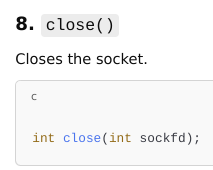 8. close()
Closes the socket.
c
int close(int sockfd);